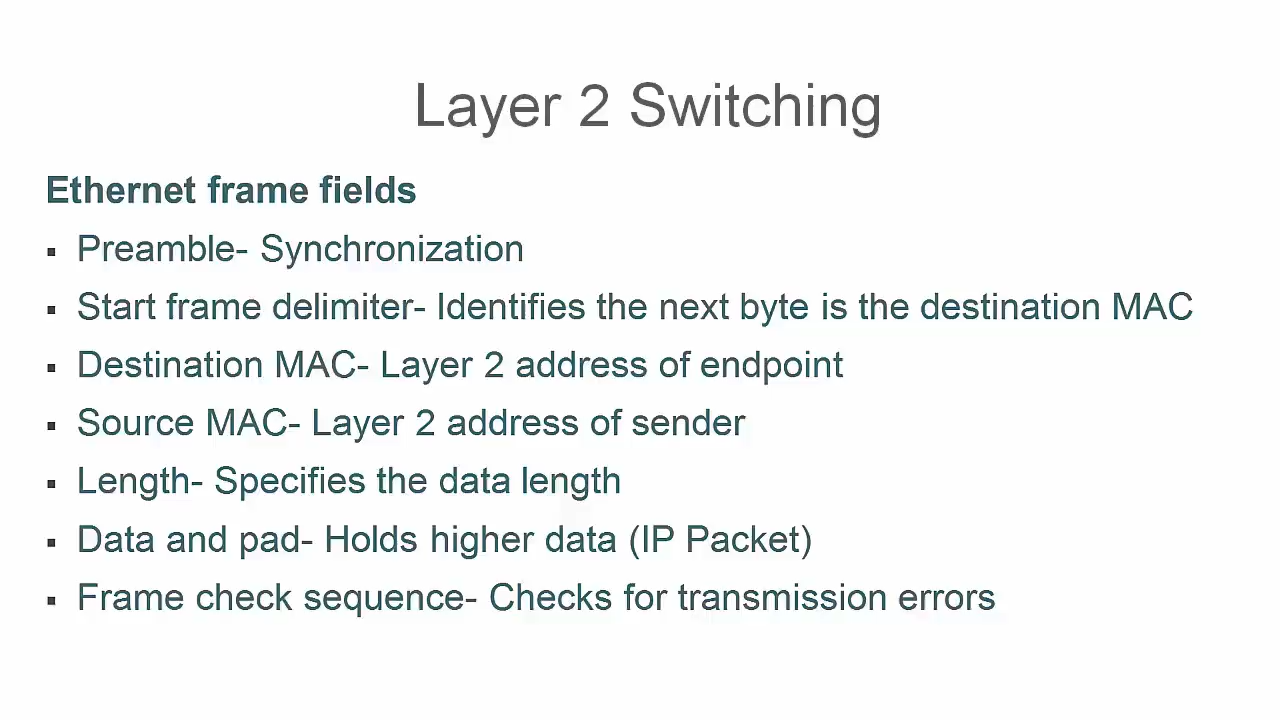 Layer 2 Switching
Ethernet frame fields
▪ Preamble- Synchronization
▪ Start frame delimiter- Identifies the next byte is the destination MAC
▪ Destination MAC- Layer 2 address of endpoint
▪ Source MAC- Layer 2 address of sender
▪ Length- Specifies the data length
▪ Data and pad- Holds higher data (IP Packet)
▪ Frame check sequence- Checks for transmission errors